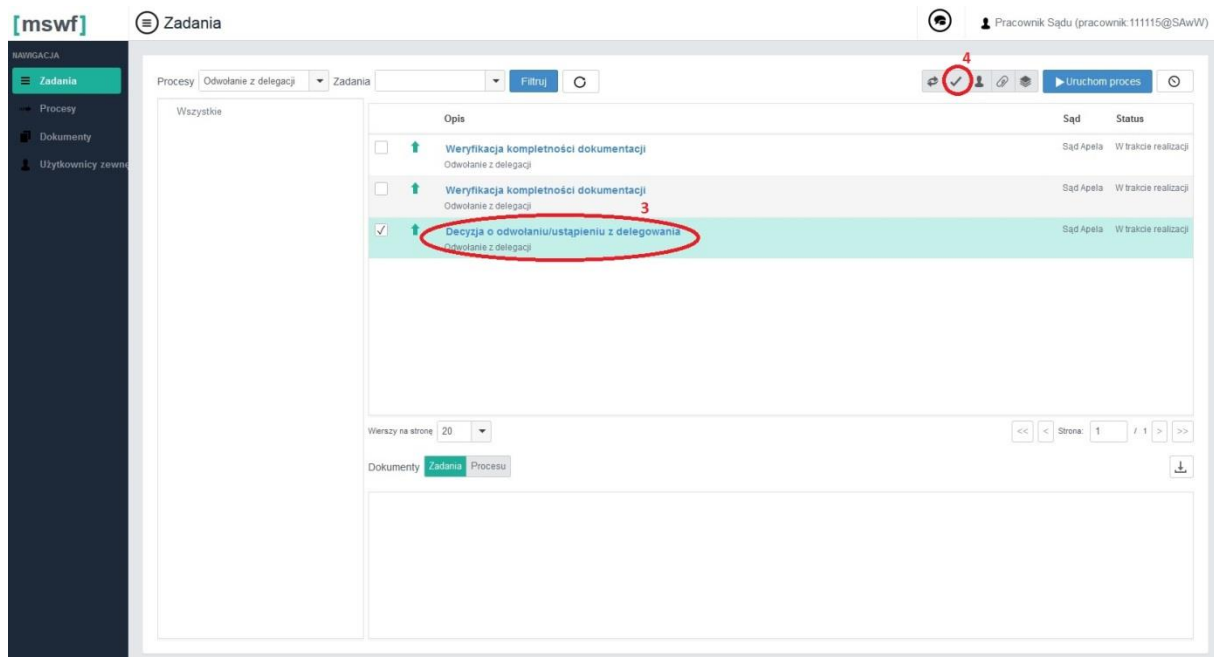 [mswf]
Zadania
Pracownik Sądu (pracownik.111115@SAwW)
NAWIGACJA
Zadania
Procesy
Dokumenty
Użytkownicy zewnę
4
Procesy Odwołanie z delegacji Zadania Filtruj Uruchom proces
Wszystkie
Opis Sąd Status
Weryfikacja kompletności dokumentacji Sąd Apela W trakcie realizacji
Odwołanie z delegacji
Weryfikacja kompletności dokumentacji Sąd Apela W trakcie realizacji
Odwołanie z delegacji
3
Decyzja o odwołaniu/ustąpieniu z delegowania Sąd Apela W trakcie realizacji
Odwołanie z delegacji
Wierszy na stronę 20 << < Strona: 1 / 1 > >>
Dokumenty Zadania Procesu